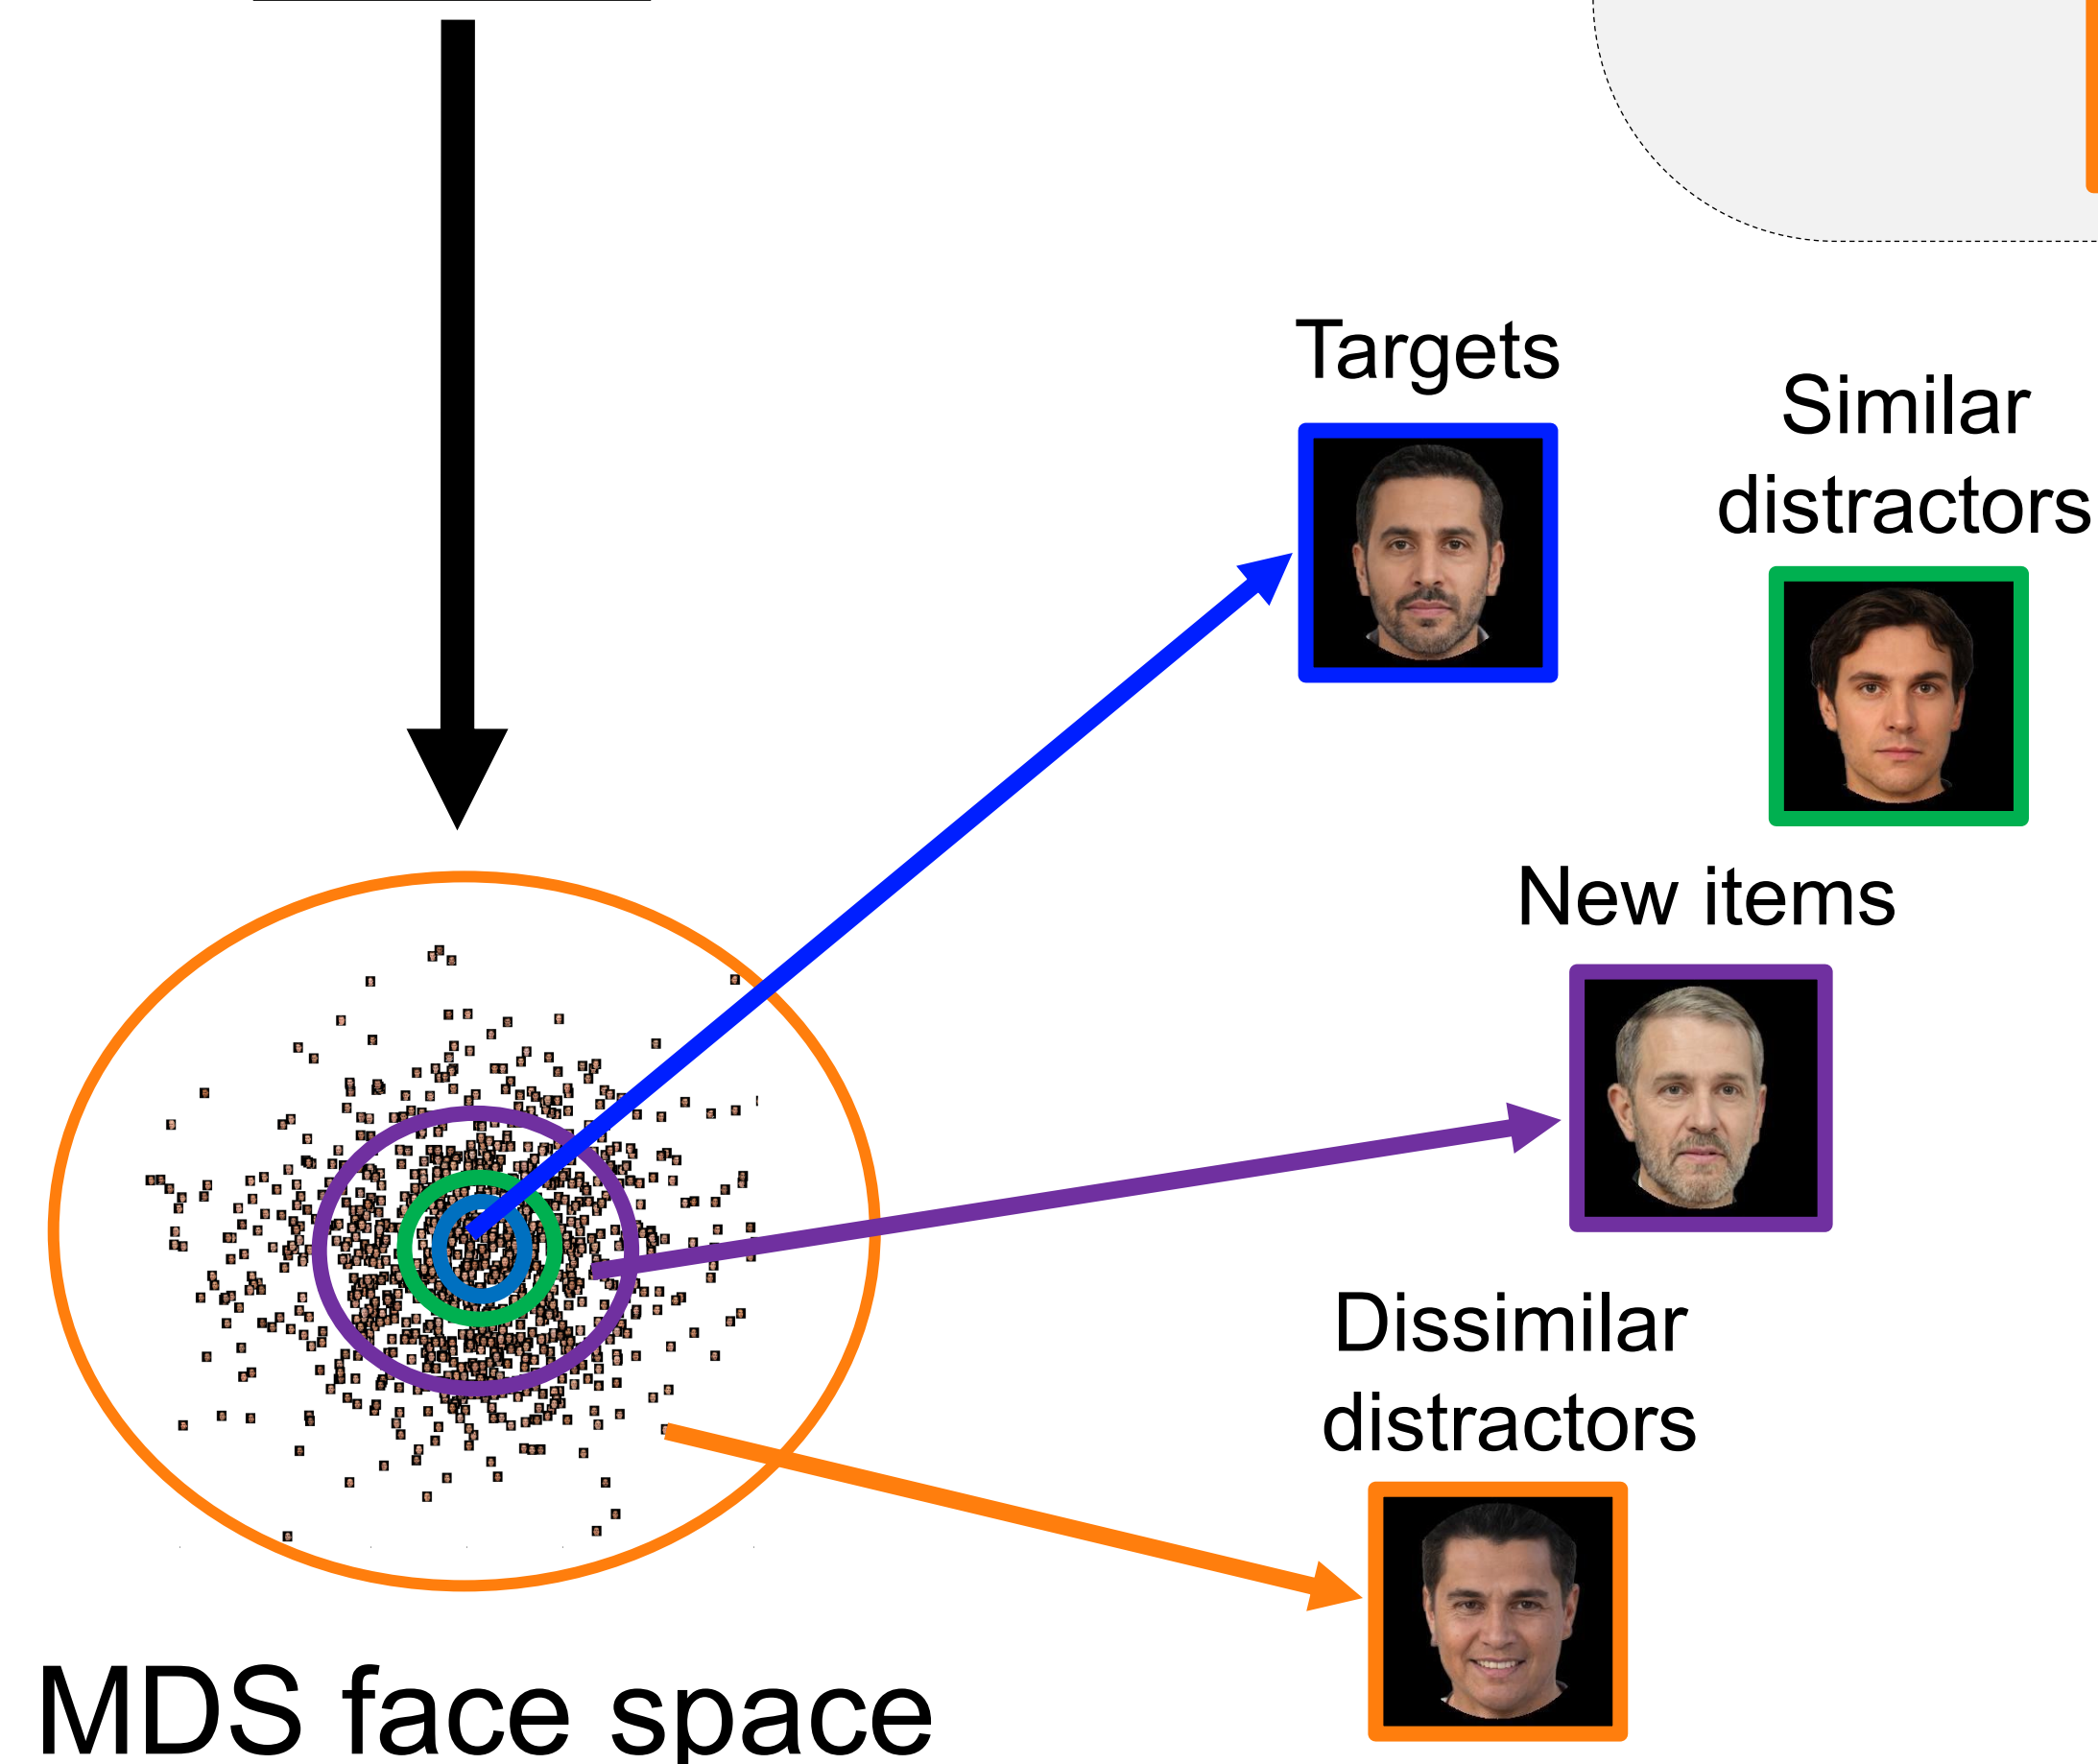 Targets
Similar
distractors
New items
Dissimilar
distractors
MDS face space